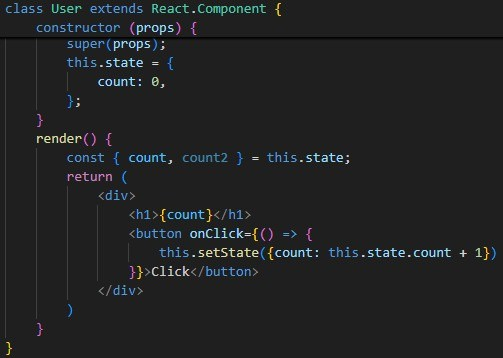 class User extends React.Component {
    constructor (props) {
        super(props);
        this.state = {
            count: 0,
        };
    }
    render() {
        const { count, count2 } = this.state;
        return (
            <div>
                <h1>{count}</h1>
                <button onClick={() => {
                    this.setState({count: this.state.count + 1})
                }}>Click</button>
            </div>
        )
    }
}